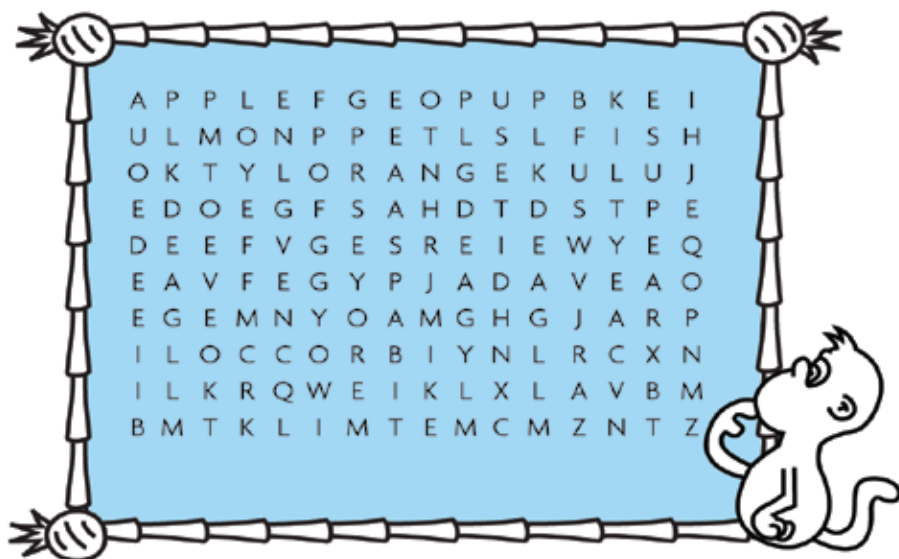 A P P L E F G E O P U P B K E I
U L M O N P P E T L S L F I S H
O K T Y L O R A N G E K U L U J
E D O E G F S A H D T D S T P E
D E E F V G E S R E I E W Y E Q
E A V F E G Y P J A D A V E A O
E G E M N Y O A M G H G J A R P
I L O C C O R B I Y N L R C X N
I L K R Q W E I K L X L A V B M
B M T K L I M T E M C M Z N T Z